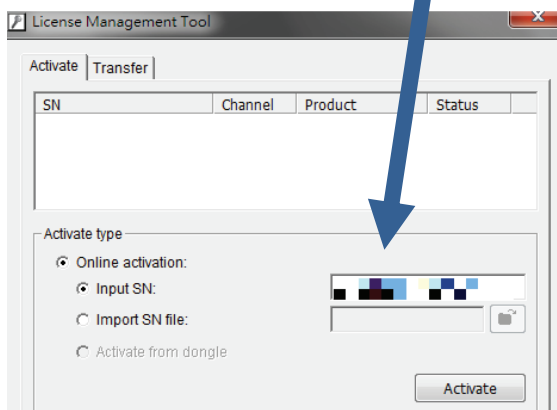 License Management Tool
Activate Transfer
SN Channel Product Status
Activate type
Online activation:
Input SN:
Import SN file:
Activate from dongle
Activate